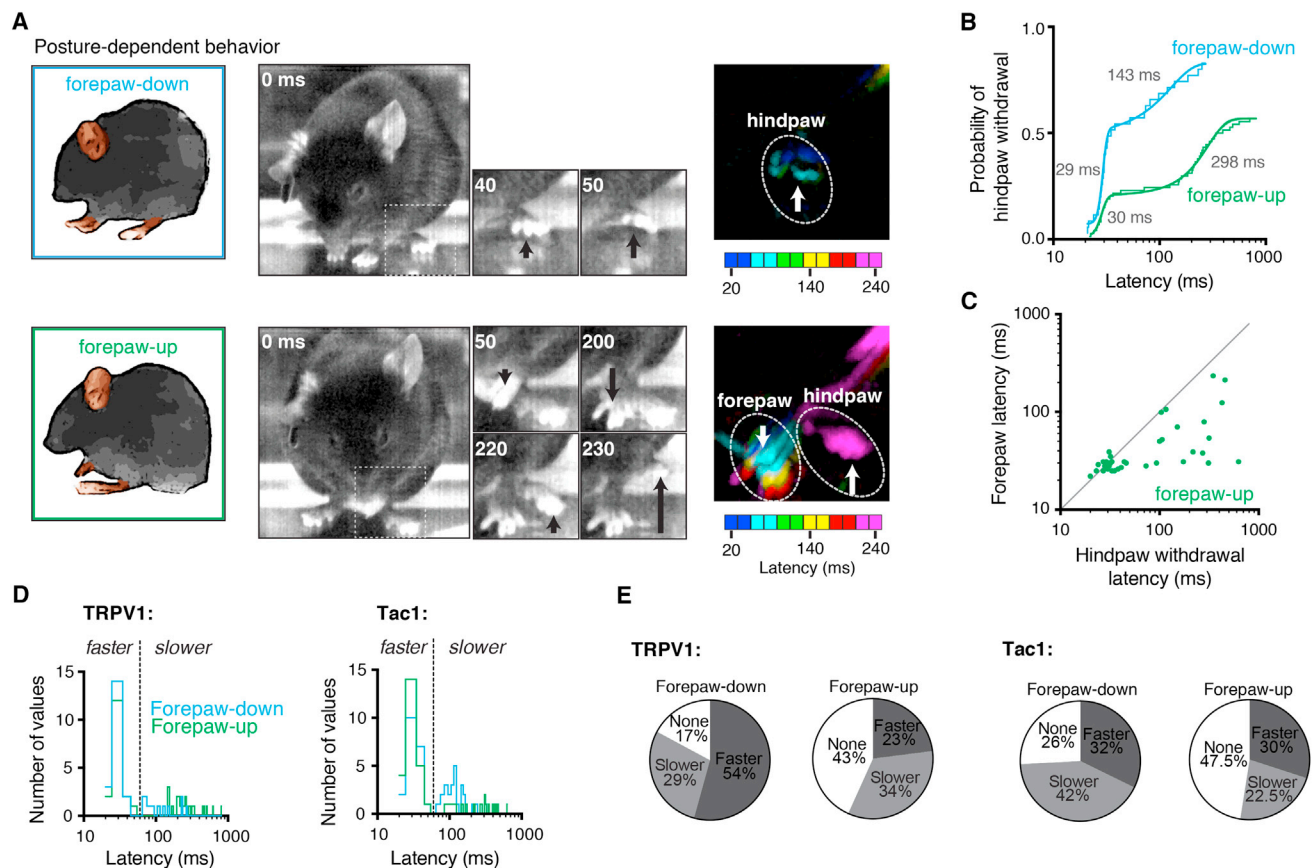 A
Posture-dependent behavior
forepaw-down
0 ms
40
50
hindpaw
20
140
240
forepaw-up
0 ms
50
200
220
230
forepaw
hindpaw
20
140
240
Latency (ms)
B
Probability of
hindpaw withdrawal
1.0
0.5
0.0
forepaw-down
143 ms
29 ms
298 ms
forepaw-up
30 ms
10
100
1000
Latency (ms)
C
Forepaw latency (ms)
1000
100
10
forepaw-up
10
100
1000
Hindpaw withdrawal
latency (ms)
D
TRPV1:
faster
slower
Number of values
15
10
5
0
Forepaw-down
Forepaw-up
10
100
1000
Latency (ms)
Tac1:
faster
slower
Number of values
15
10
5
0
10
100
1000
Latency (ms)
E
TRPV1:
Forepaw-down
None
17%
Slower
29%
Faster
54%
Forepaw-up
None
43%
Faster
23%
Slower
34%
Tac1:
Forepaw-down
None
26%
Faster
32%
Slower
42%
Forepaw-up
None
47.5%
Faster
30%
Slower
22.5%